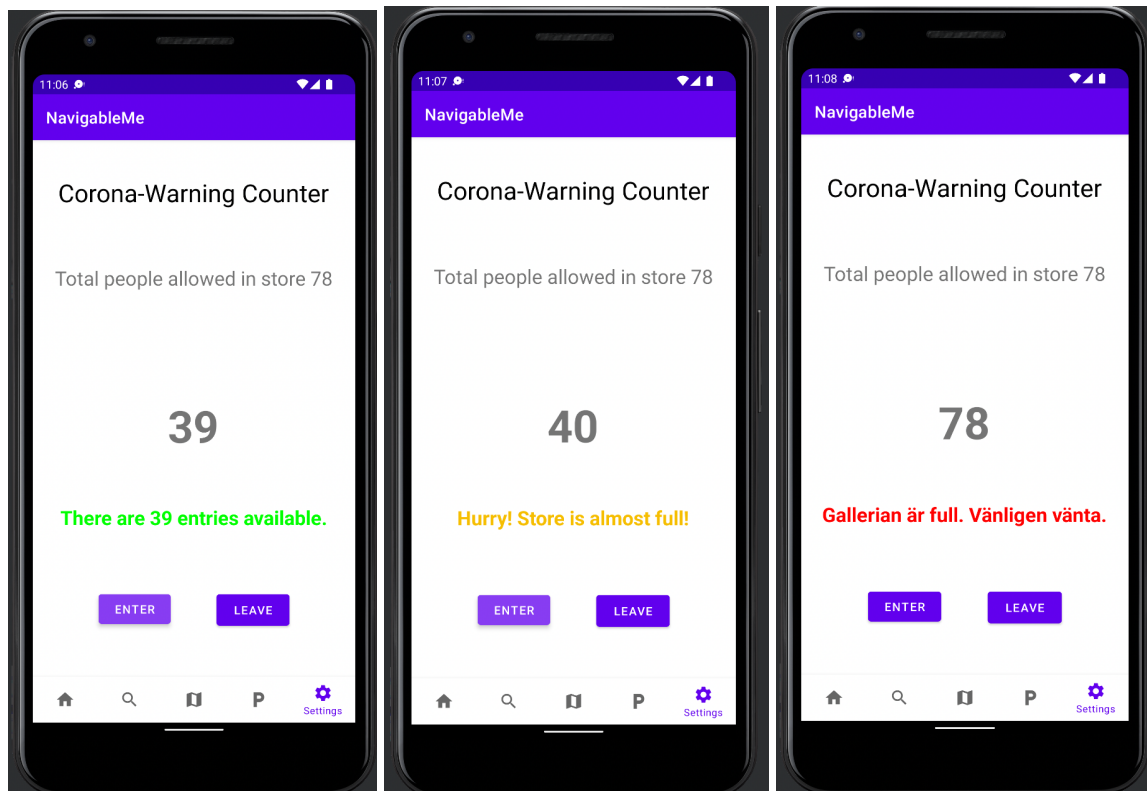 11:06
NavigableMe
Corona-Warning Counter
Total people allowed in store 78
39
There are 39 entries available.
ENTER LEAVE
P
Settings
11:07
NavigableMe
Corona-Warning Counter
Total people allowed in store 78
40
Hurry! Store is almost full!
ENTER LEAVE
P
Settings
11:08
NavigableMe
Corona-Warning Counter
Total people allowed in store 78
78
Gallerian är full. Vänligen vänta.
ENTER LEAVE
P
Settings